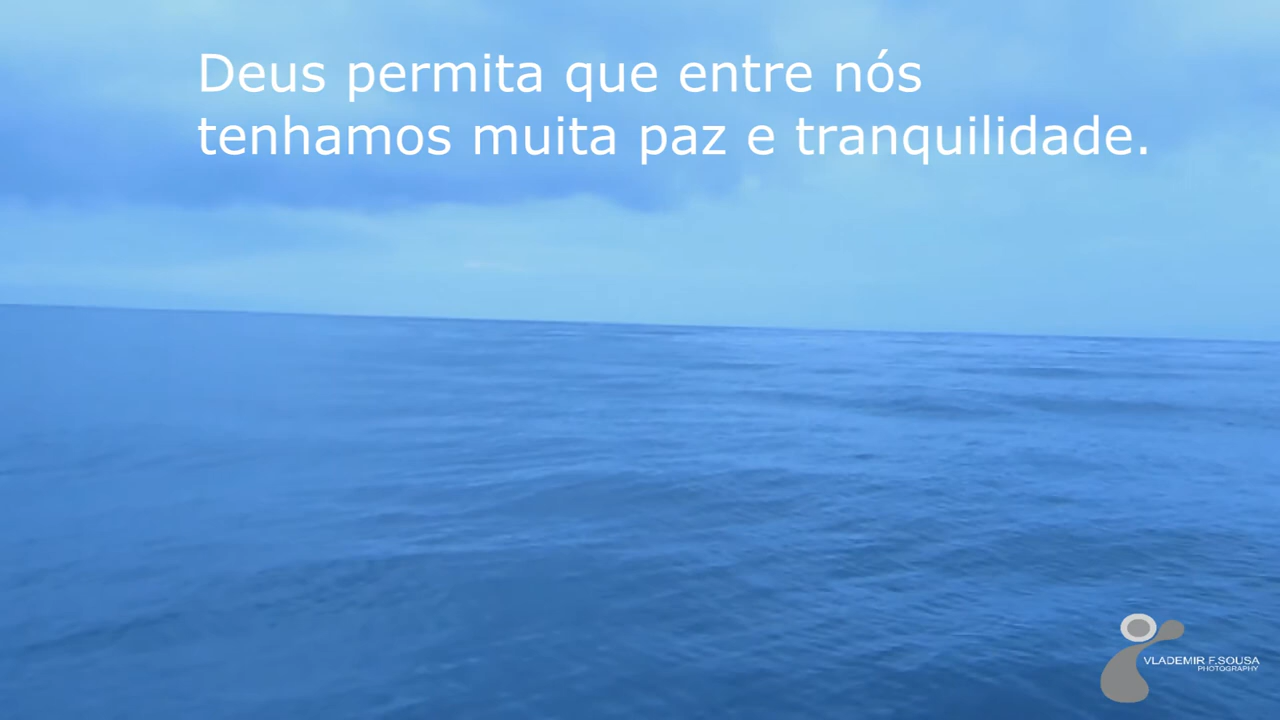 Deus permita que entre nós
tenhamos muita paz e tranquilidade.
VLADEMIR F.SOUSA
PHOTOGRAPHY